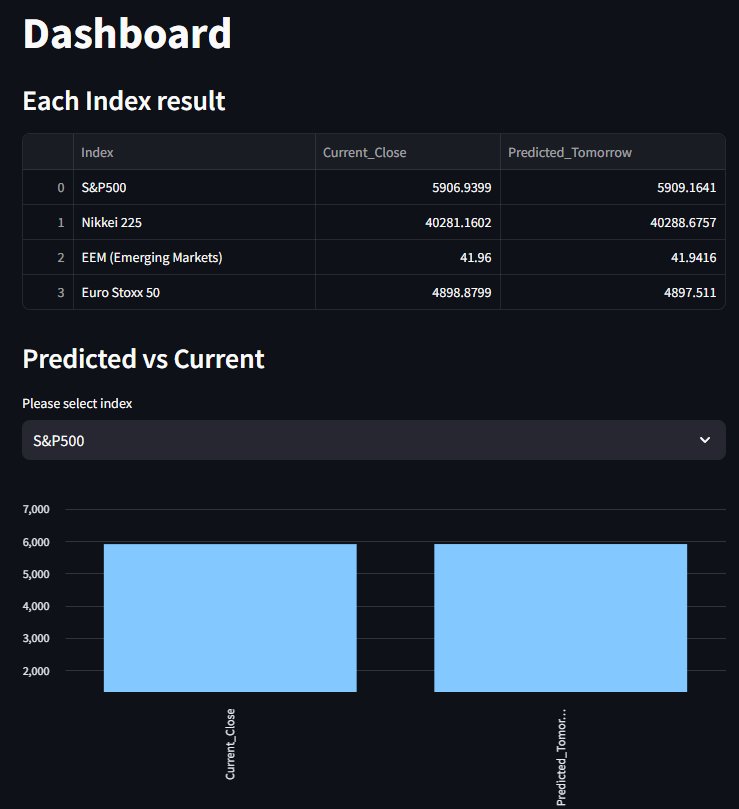 Dashboard
Each Index result
Index Current_Close Predicted_Tomorrow
0 S&P500 5906.9399 5909.1641
1 Nikkei 225 40281.1602 40288.6757
2 EEM (Emerging Markets) 41.96 41.9416
3 Euro Stoxx 50 4898.8799 4897.511
Predicted vs Current
Please select index
S&P500
7,000
6,000
5,000
4,000
3,000
2,000
Current_Close
Predicted_Tomor…